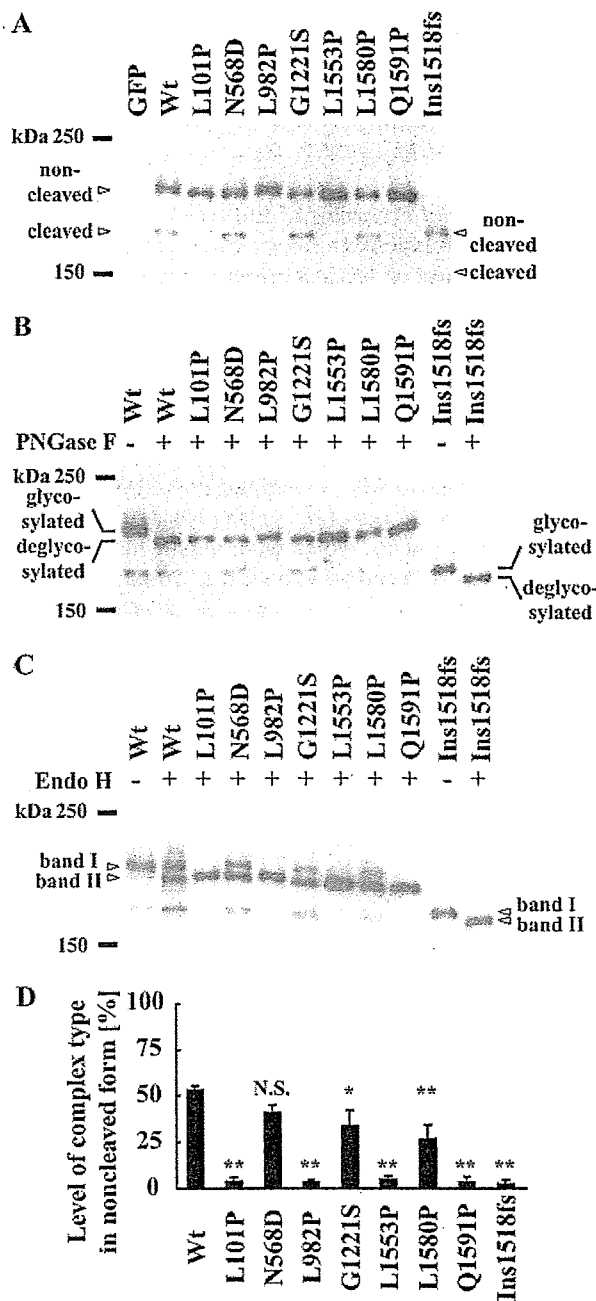 A
GFP
Wt
L101P
N568D
L982P
G1221S
L1553P
L1580P
Q1591P
Ins1518fs
kDa 250
non-
cleaved
cleaved
150
non-
cleaved
cleaved
B
Wt
Wt
L101P
N568D
L982P
G1221S
L1553P
L1580P
Q1591P
Ins1518fs
Ins1518fs
PNGase F - + + + + + + + + - +
kDa 250
glyco-
sylated
deglyco-
sylated
150
glyco-
sylated
deglyco-
sylated
C
Wt
Wt
L101P
N568D
L982P
G1221S
L1553P
L1580P
Q1591P
Ins1518fs
Ins1518fs
Endo H - + + + + + + + + - +
kDa 250
band I
band II
150
band I
band II
D
Level of complex type
in noncleaved form [%]
100
75
50
25
0
N.S.
*
**
**
**
**
**
**
Wt
L101P
N568D
L982P
G1221S
L1553P
L1580P
Q1591P
Ins1518fs